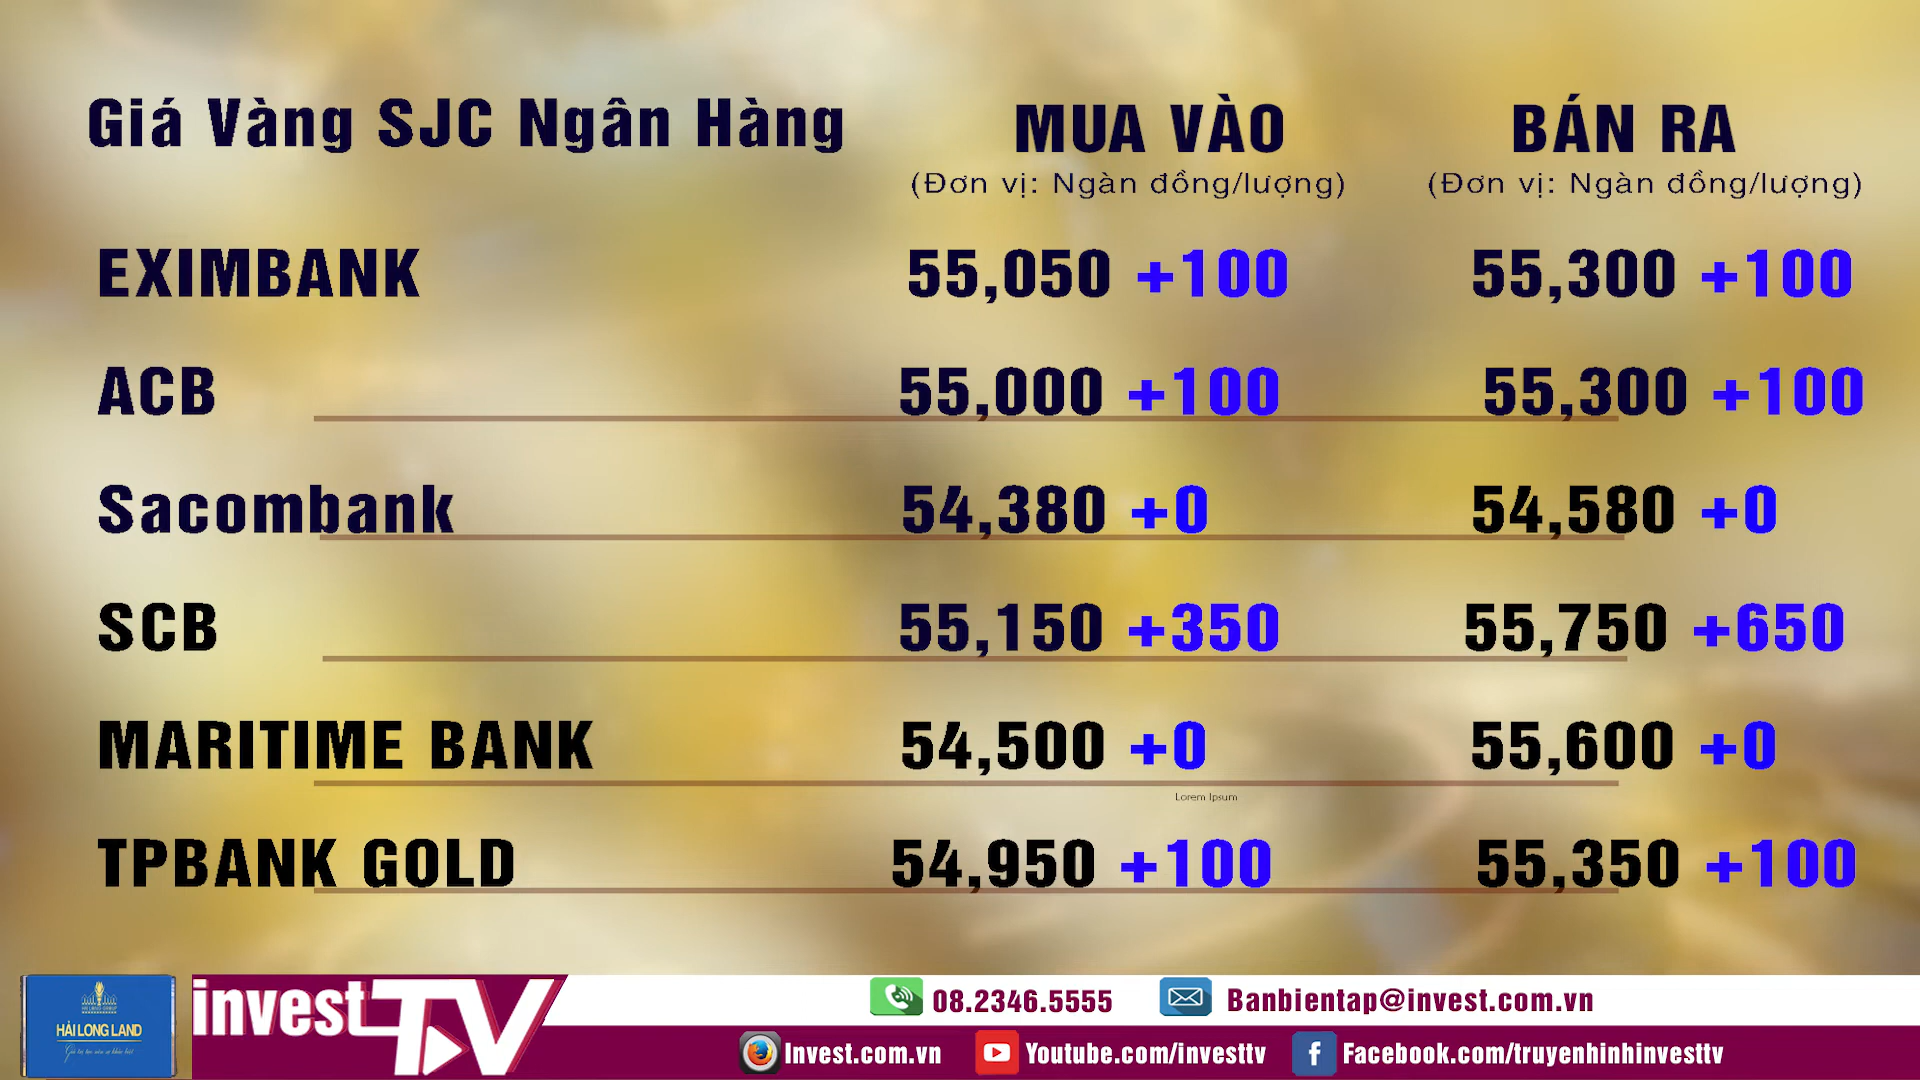 Giá Vàng SJC Ngân Hàng MUA VÀO BÁN RA
(Đơn vị: Ngàn đồng/lượng) (Đơn vị: Ngàn đồng/lượng)
EXIMBANK 55,050 +100 55,300 +100
ACB 55,000 +100 55,300 +100
Sacombank 54,380 +0 54,580 +0
SCB 55,150 +350 55,750 +650
MARITIME BANK 54,500 +0 55,600 +0
Lorem Ipsum
TPBANK GOLD 54,950 +100 55,350 +100
HẢI LONG LAND
investTV
08.2346.5555 Banbientap@invest.com.vn
Invest.com.vn Youtube.com/investtv Facebook.com/truyenhinhinvesttv